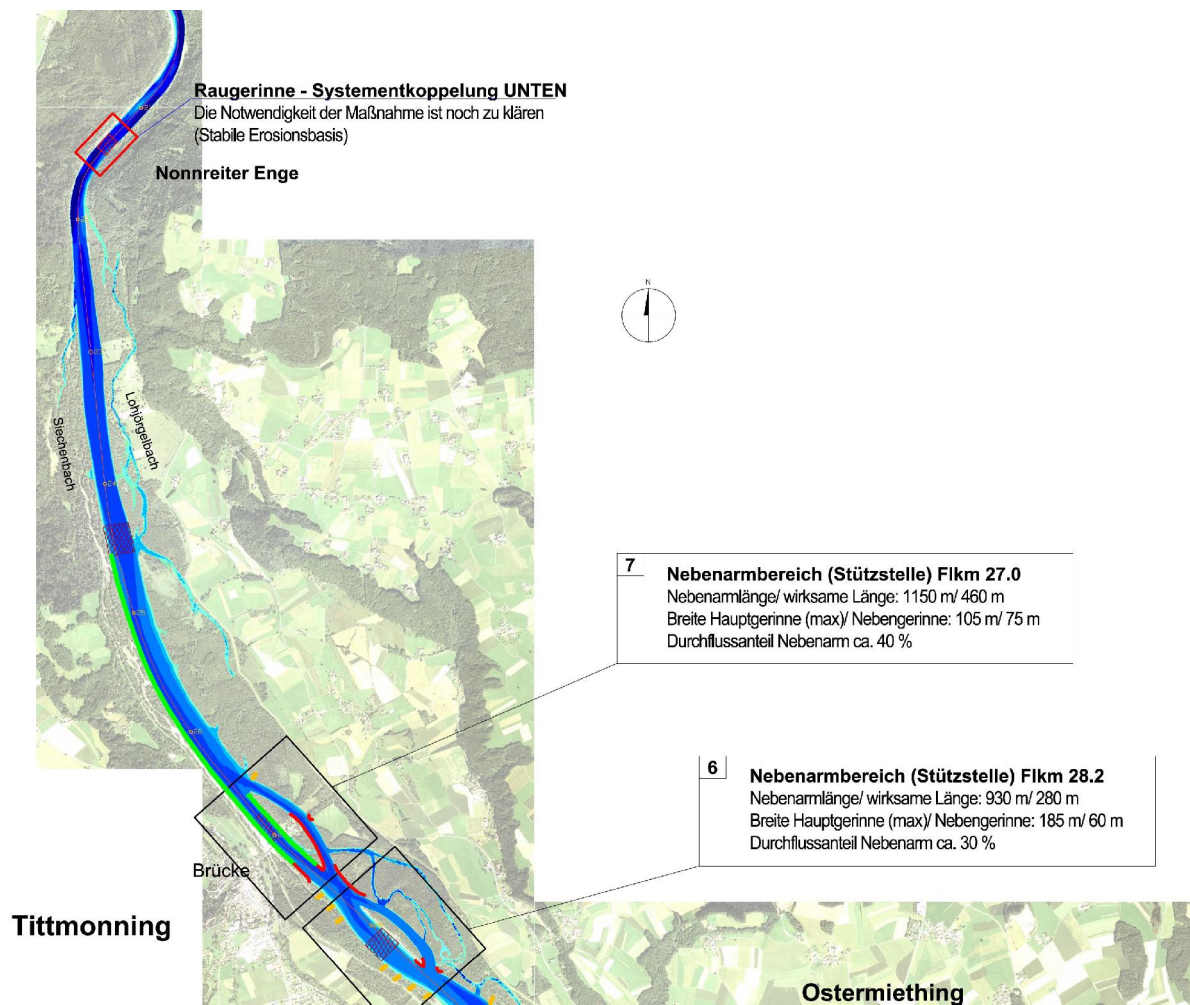 Raugerinne - Systementkoppelung UNTEN
Die Notwendigkeit der Maßnahme ist noch zu klären
(Stabile Erosionsbasis)
Nonnreiter Enge
N
Siechenbach
Lohjörgelbach
7
Nebenarmbereich (Stützstelle) Flkm 27.0
Nebenarmlänge/ wirksame Länge: 1150 m/ 460 m
Breite Hauptgerinne (max)/ Nebengerinne: 105 m/ 75 m
Durchflussanteil Nebenarm ca. 40 %
6
Nebenarmbereich (Stützstelle) Flkm 28.2
Nebenarmlänge/ wirksame Länge: 930 m/ 280 m
Breite Hauptgerinne (max)/ Nebengerinne: 185 m/ 60 m
Durchflussanteil Nebenarm ca. 30 %
Brücke
Tittmonning
Ostermiething